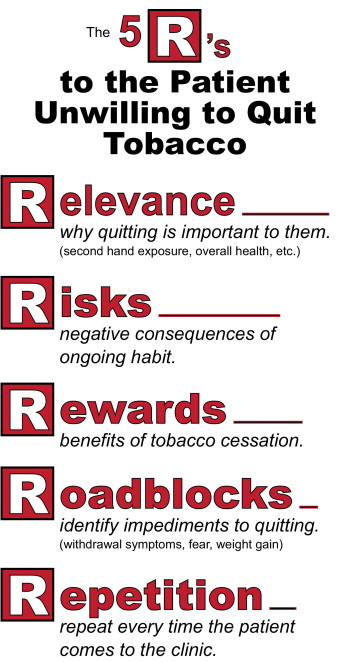 The 5 R's
to the Patient
Unwilling to Quit
Tobacco
Relevance
why quitting is important to them.
(second hand exposure, overall health, etc.)
Risks
negative consequences of
ongoing habit.
Rewards
benefits of tobacco cessation.
Roadblocks
identify impediments to quitting.
(withdrawal symptoms, fear, weight gain)
Repetition
repeat every time the patient
comes to the clinic.